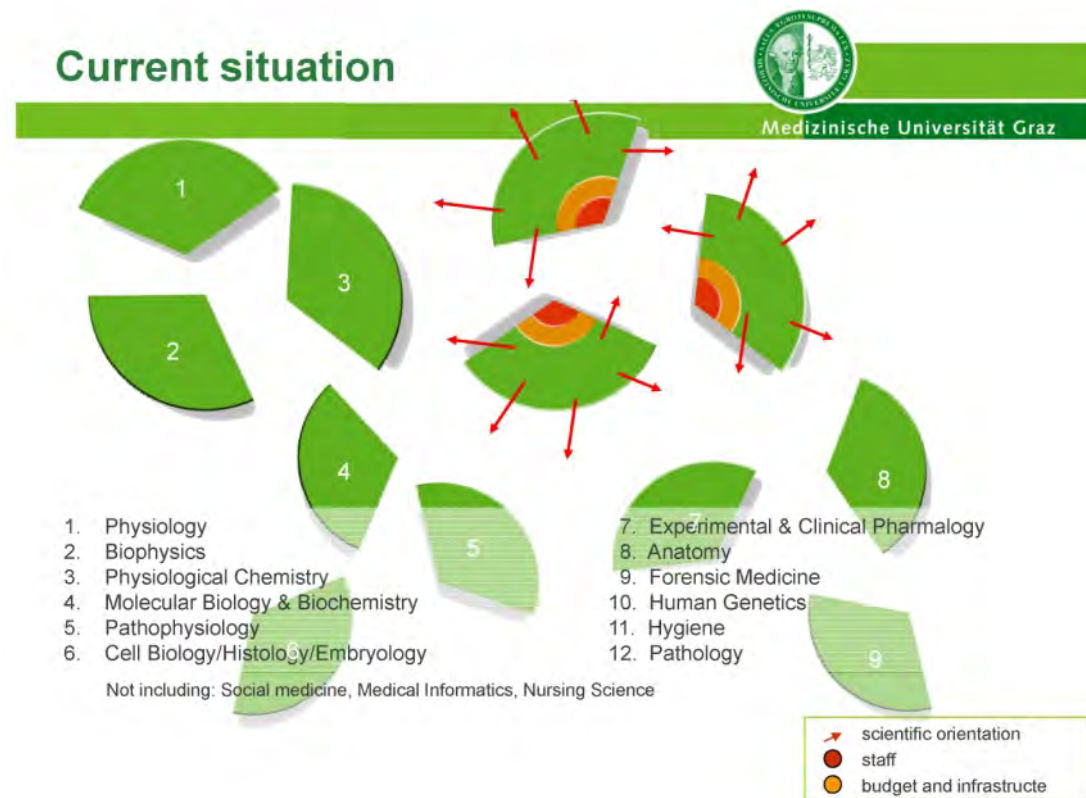 Current situation
Medizinische Universität Graz
1
2
3
4
5
6
7
8
9
1. Physiology
2. Biophysics
3. Physiological Chemistry
4. Molecular Biology & Biochemistry
5. Pathophysiology
6. Cell Biology/Histology/Embryology
7. Experimental & Clinical Pharmalogy
8. Anatomy
9. Forensic Medicine
10. Human Genetics
11. Hygiene
12. Pathology
Not including: Social medicine, Medical Informatics, Nursing Science
scientific orientation
staff
budget and infrastructe